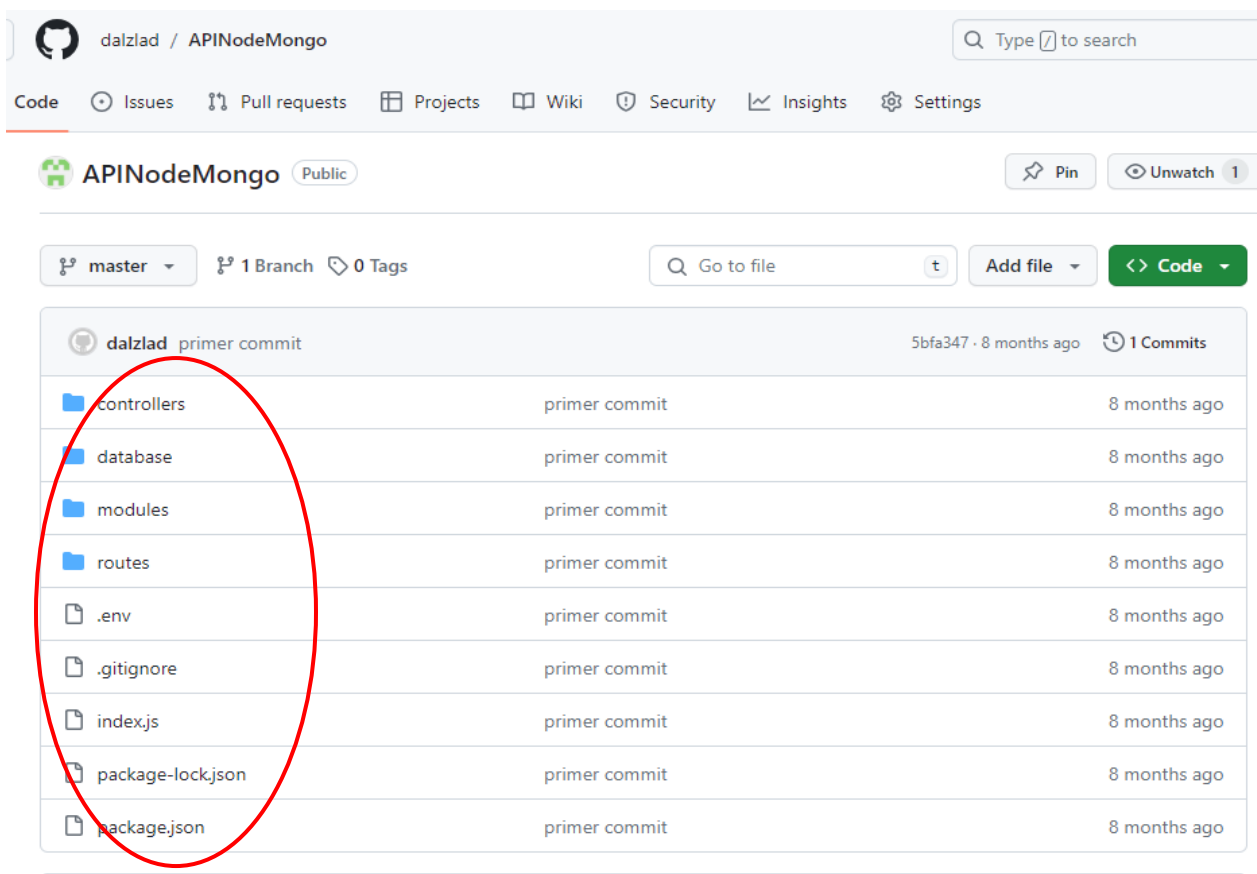 dalzlad / APINodeMongo Type / to search
Code Issues Pull requests Projects Wiki Security Insights Settings
APINodeMongo Public Pin Unwatch 1
master 1 Branch 0 Tags Go to file t Add file Code
dalzlad primer commit 5bfa347 · 8 months ago 1 Commits
controllers primer commit 8 months ago
database primer commit 8 months ago
modules primer commit 8 months ago
routes primer commit 8 months ago
.env primer commit 8 months ago
.gitignore primer commit 8 months ago
index.js primer commit 8 months ago
package-lock.json primer commit 8 months ago
package.json primer commit 8 months ago